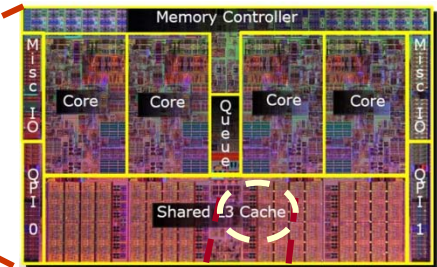 Memory Controller
Misc IO
Core
Core
Queue
Core
Core
Misc IO
QPI 0
Shared L3 Cache
QPI 1